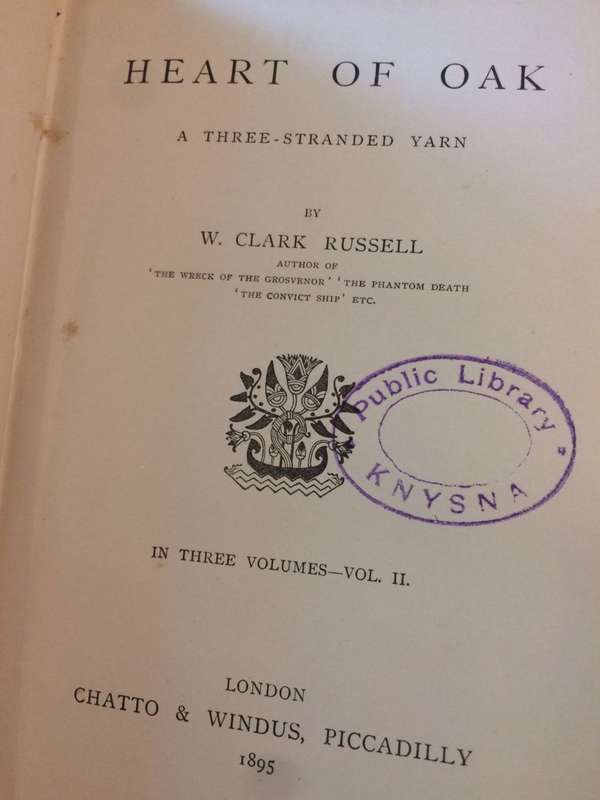 HEART OF OAK
A THREE-STRANDED YARN
BY
W. CLARK RUSSELL
AUTHOR OF
'THE WRECK OF THE GROSVENOR' 'THE PHANTOM DEATH
'THE CONVICT SHIP' ETC.
Public Library
KNYSNA
IN THREE VOLUMES—VOL. II.
LONDON
CHATTO & WINDUS, PICCADILLY
1895